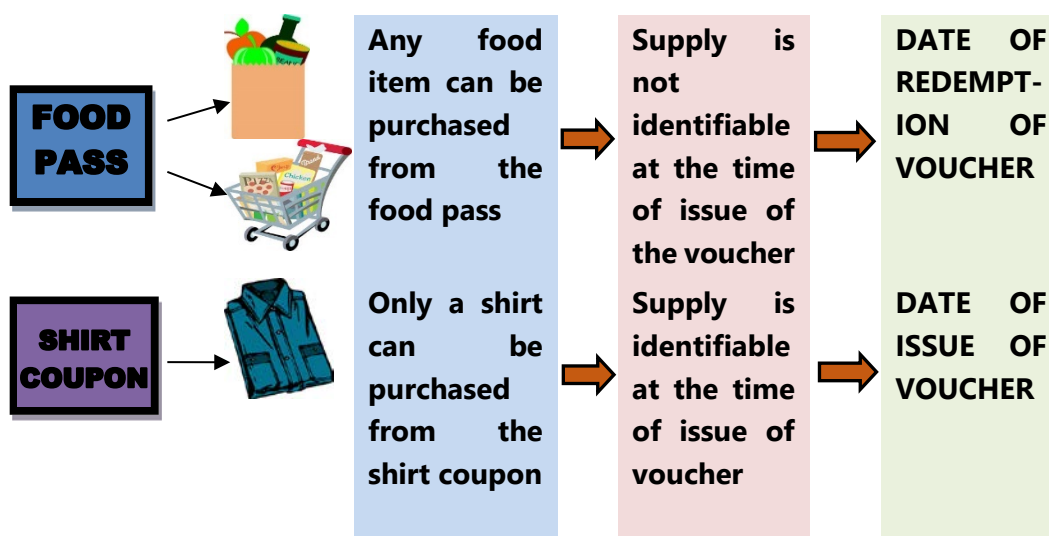 FOOD
PASS
Any food
item can be
purchased
from the
food pass
Supply is
not
identifiable
at the time
of issue of
the voucher
DATE OF
REDEMPT-
ION OF
VOUCHER
SHIRT
COUPON
Only a shirt
can be
purchased
from the
shirt coupon
Supply is
identifiable
at the time
of issue of
voucher
DATE OF
ISSUE OF
VOUCHER
PIZZA
Chicken